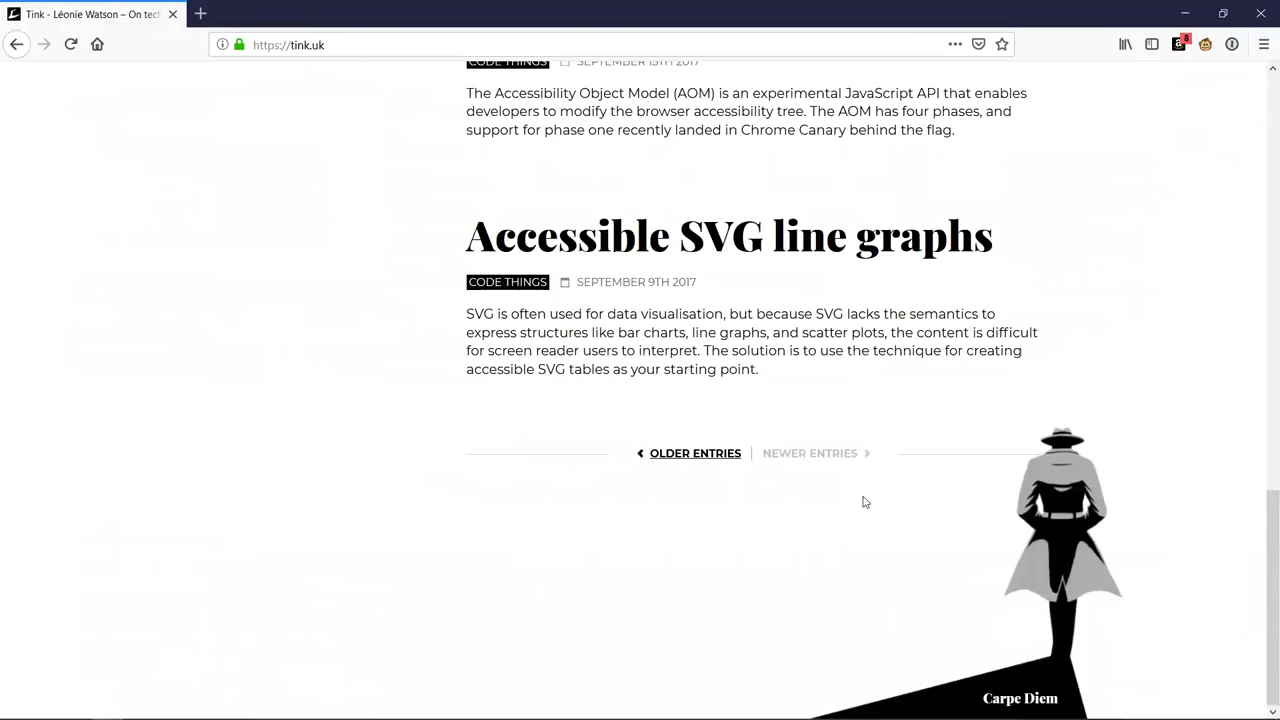 Tink - Léonie Watson – On tech
https://tink.uk
8
CODE THINGS SEPTEMBER 15TH 2017
The Accessibility Object Model (AOM) is an experimental JavaScript API that enables
developers to modify the browser accessibility tree. The AOM has four phases, and
support for phase one recently landed in Chrome Canary behind the flag.
Accessible SVG line graphs
CODE THINGS SEPTEMBER 9TH 2017
SVG is often used for data visualisation, but because SVG lacks the semantics to
express structures like bar charts, line graphs, and scatter plots, the content is difficult
for screen reader users to interpret. The solution is to use the technique for creating
accessible SVG tables as your starting point.
OLDER ENTRIES | NEWER ENTRIES
Carpe Diem